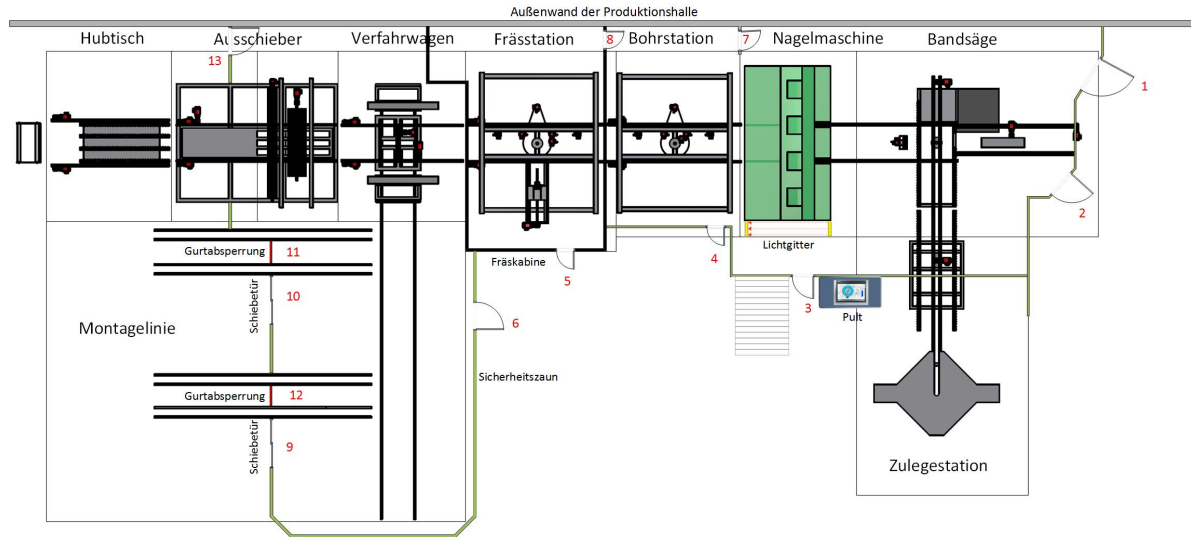 Außenwand der Produktionshalle
Hubtisch
Ausschieber
Verfahrwagen
Frässtation
8
Bohrstation
7
Nagelmaschine
Bandsäge
13
1
2
Gurtabsperrung
11
Schiebetür
10
Montagelinie
Fräskabine
5
4
Lichtgitter
3
Pult
6
Sicherheitszaun
Gurtabsperrung
12
Schiebetür
9
Zulegestation